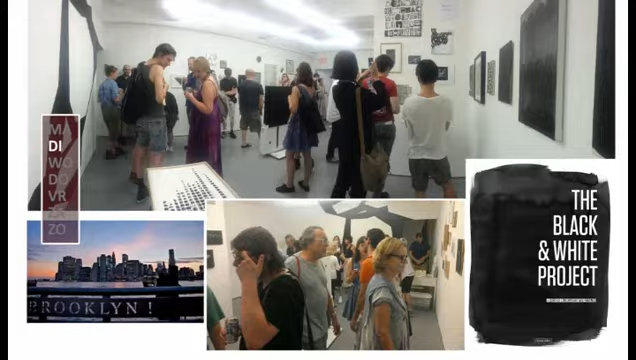 MA
DI
WO
DO
VR
ZA
ZO
THE
BLACK
& WHITE
PROJECT
BROOKLYN !